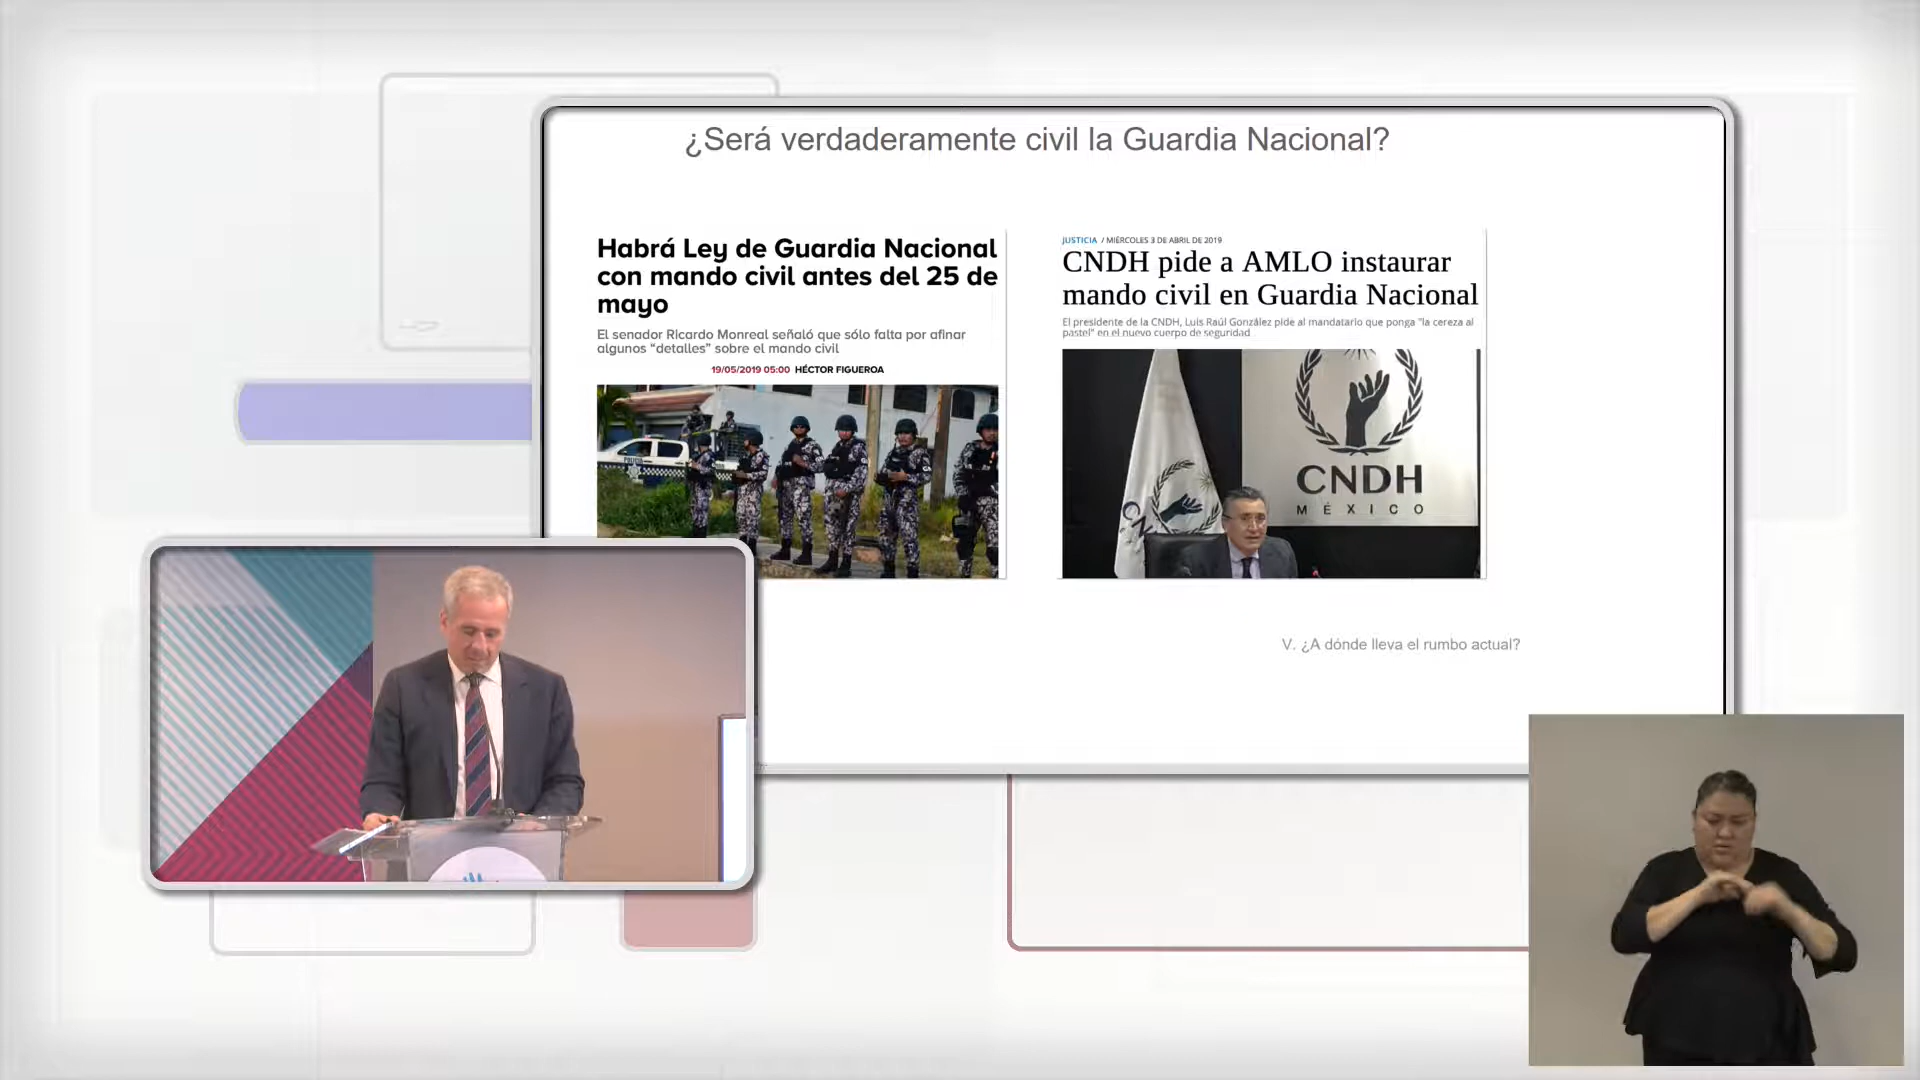 ¿Será verdaderamente civil la Guardia Nacional?
Habrá Ley de Guardia Nacional
con mando civil antes del 25 de
mayo
El senador Ricardo Monreal señaló que sólo falta por afinar
algunos “detalles” sobre el mando civil
19/05/2019 05:00 HÉCTOR FIGUEROA
POLICÍA
JUSTICIA / MIÉRCOLES 3 DE ABRIL DE 2019
CNDH pide a AMLO instaurar
mando civil en Guardia Nacional
El presidente de la CNDH, Luis Raúl González pide al mandatario que ponga "la cereza al
pastel" en el nuevo cuerpo de seguridad
CNDH
MÉXICO
V. ¿A dónde lleva el rumbo actual?